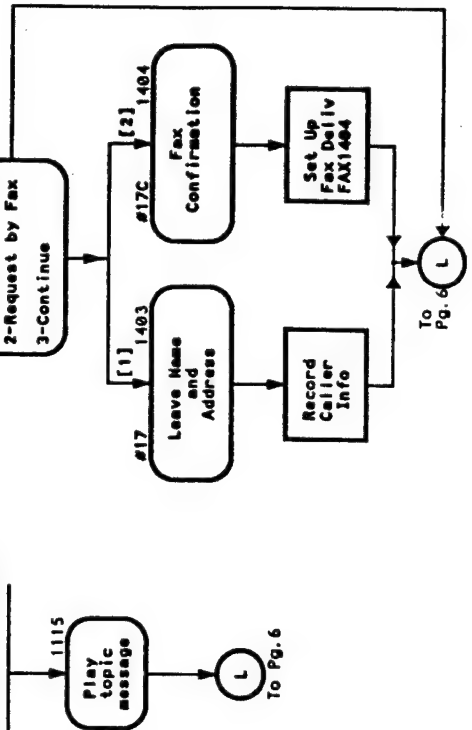 2-Request by Fax
3-Continue
[1]
[2]
#17
1403
Leave Name
and
Address
#17C
1404
Fax
Confirmation
Record
Caller
Info
Set Up
Fax Deliv
FAX1404
L
To
Pg. 6
1115
Play
topic
message
L
To Pg. 6